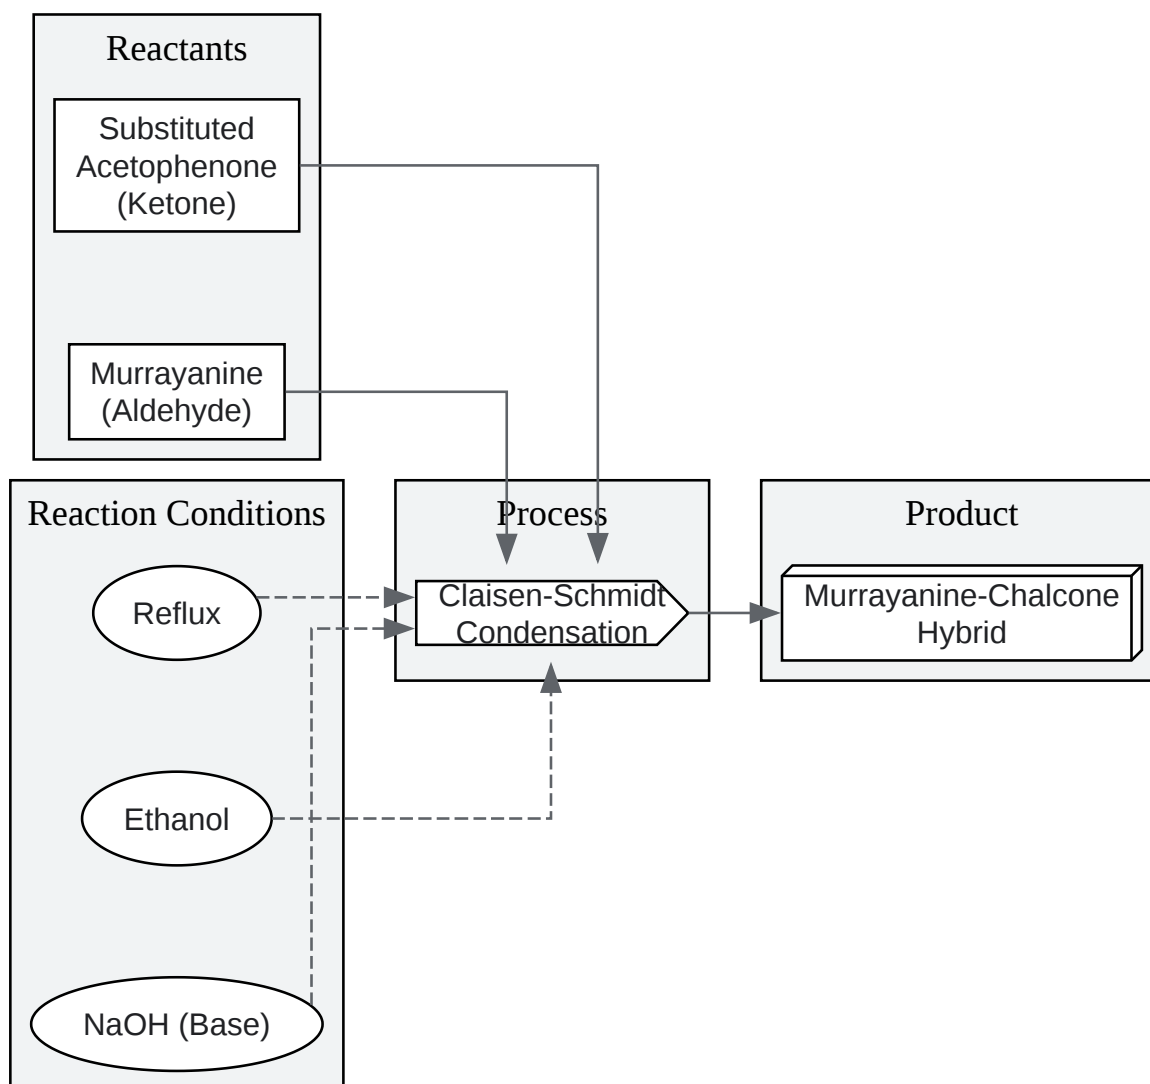 Reactants
Substituted
Acetophenone
(Ketone)
Murrayanine
(Aldehyde)
Reaction Conditions
Reflux
Ethanol
NaOH (Base)
Process
Claisen-Schmidt
Condensation
Product
Murrayanine-Chalcone
Hybrid